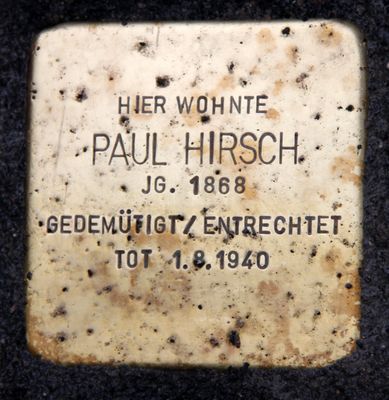 HIER WOHNTE
PAUL HIRSCH
JG. 1868
GEDEMÜTIGT/ENTRECHTET
TOT 1.8.1940